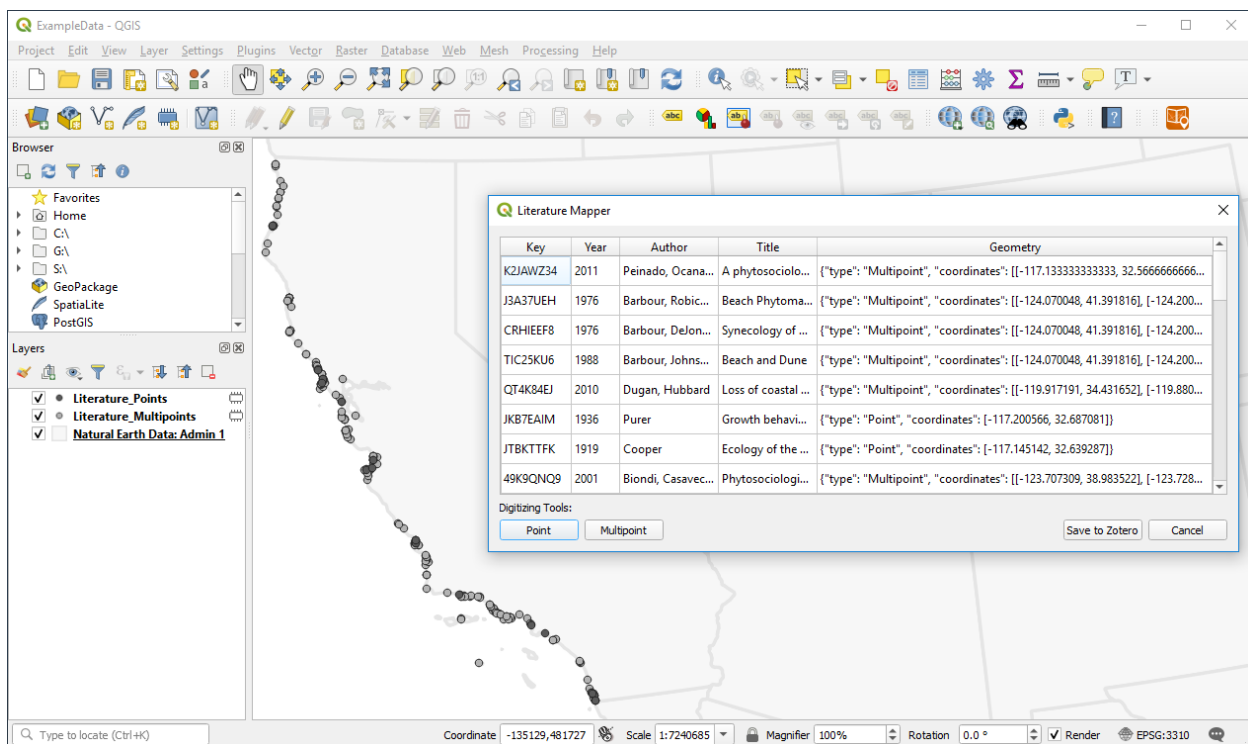 ExampleData - QGIS
Project Edit View Layer Settings Plugins Vector Raster Database Web Mesh Processing Help
Browser
Favorites
Home
C:\
G:\
S:\
GeoPackage
SpatiaLite
PostGIS
Layers
Literature_Points
Literature_Multipoints
Natural Earth Data: Admin 1
Literature Mapper
Key Year Author Title Geometry
K2JAWZ34 2011 Peinado, Ocana... A phytosociolo... {"type": "Multipoint", "coordinates": [[-117.133333333333, 32.5666666666...
J3A37UEH 1976 Barbour, Robic... Beach Phytoma... {"type": "Multipoint", "coordinates": [[-124.070048, 41.391816], [-124.200...
CRHIEEF8 1976 Barbour, DeJon... Synecology of ... {"type": "Multipoint", "coordinates": [[-124.070048, 41.391816], [-124.200...
TIC25KU6 1988 Barbour, Johns... Beach and Dune {"type": "Multipoint", "coordinates": [[-124.070048, 41.391816], [-124.200...
QT4K84EJ 2010 Dugan, Hubbard Loss of coastal ... {"type": "Multipoint", "coordinates": [[-119.917191, 34.431652], [-119.880...
JKB7EAIM 1936 Purer Growth behavi... {"type": "Point", "coordinates": [-117.200566, 32.687081]}
JTBKTTFK 1919 Cooper Ecology of the ... {"type": "Point", "coordinates": [-117.145142, 32.639287]}
49K9QNQ9 2001 Biondi, Casavec... Phytosociologi... {"type": "Multipoint", "coordinates": [[-123.707309, 38.983522], [-123.728...
Digitizing Tools:
Point Multipoint Save to Zotero Cancel
Type to locate (Ctrl+K) Coordinate -135129,481727 Scale 1:7240685 Magnifier 100% Rotation 0.0 ° Render EPSG:3310